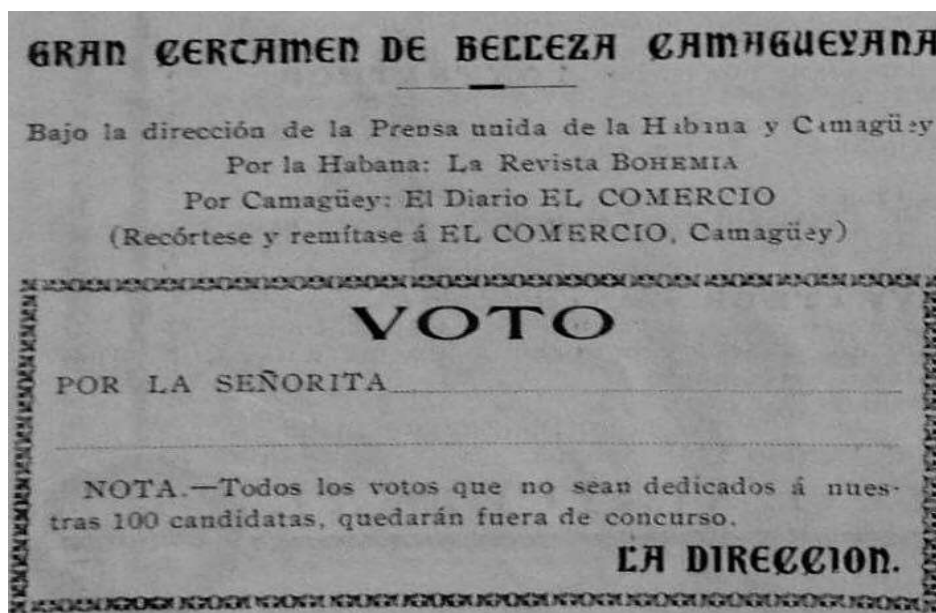 GRAN CERTAMEN DE BELLEZA CAMAGUEYANA
Bajo la dirección de la Prensa unida de la Habana y Camagüey
Por la Habana: La Revista BOHEMIA
Por Camagüey: El Diario EL COMERCIO
(Recórtese y remítase á EL COMERCIO, Camagüey)
VOTO
POR LA SEÑORITA
NOTA.—Todos los votos que no sean dedicados á nues-
tras 100 candidatas, quedarán fuera de concurso.
LA DIRECCION.